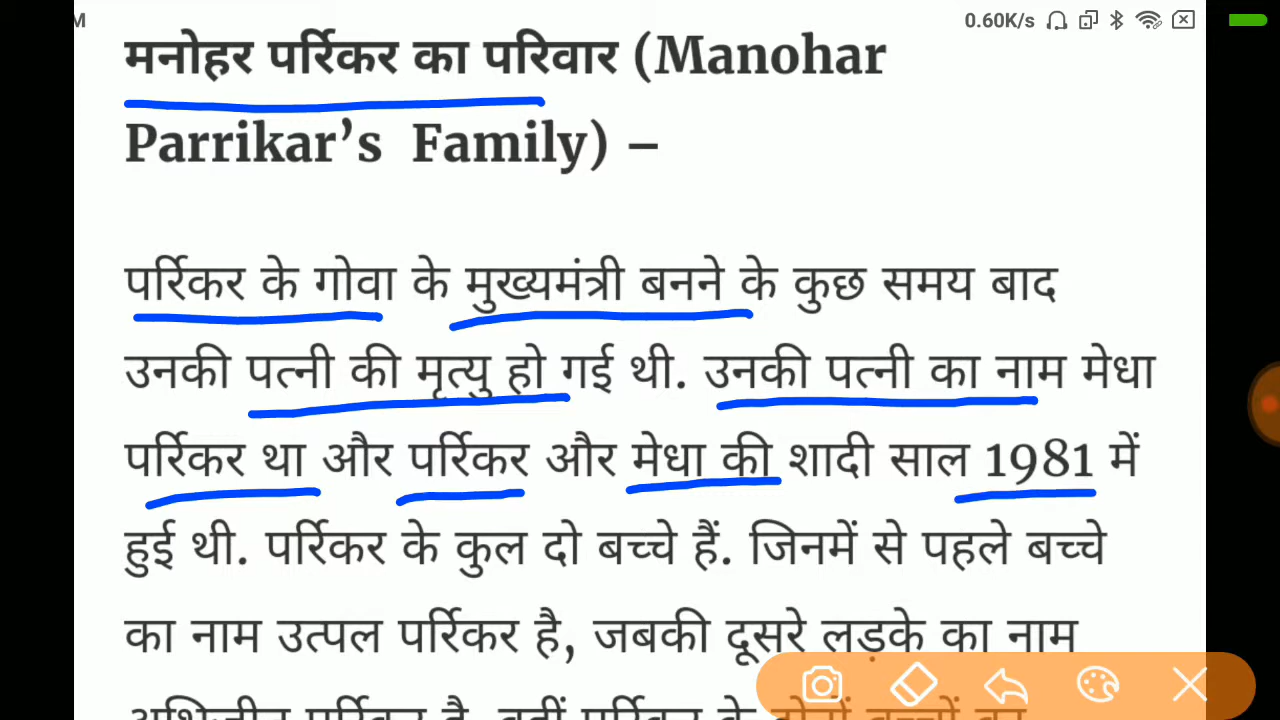 M
0.60K/s
मनोहर पर्रिकर का परिवार (Manohar
Parrikar’s Family) –
पर्रिकर के गोवा के मुख्यमंत्री बनने के कुछ समय बाद
उनकी पत्नी की मृत्यु हो गई थी. उनकी पत्नी का नाम मेधा
पर्रिकर था और पर्रिकर और मेधा की शादी साल 1981 में
हुई थी. पर्रिकर के कुल दो बच्चे हैं. जिनमें से पहले बच्चे
का नाम उत्पल पर्रिकर है, जबकी दूसरे लड़के का नाम
पर्रिकर है